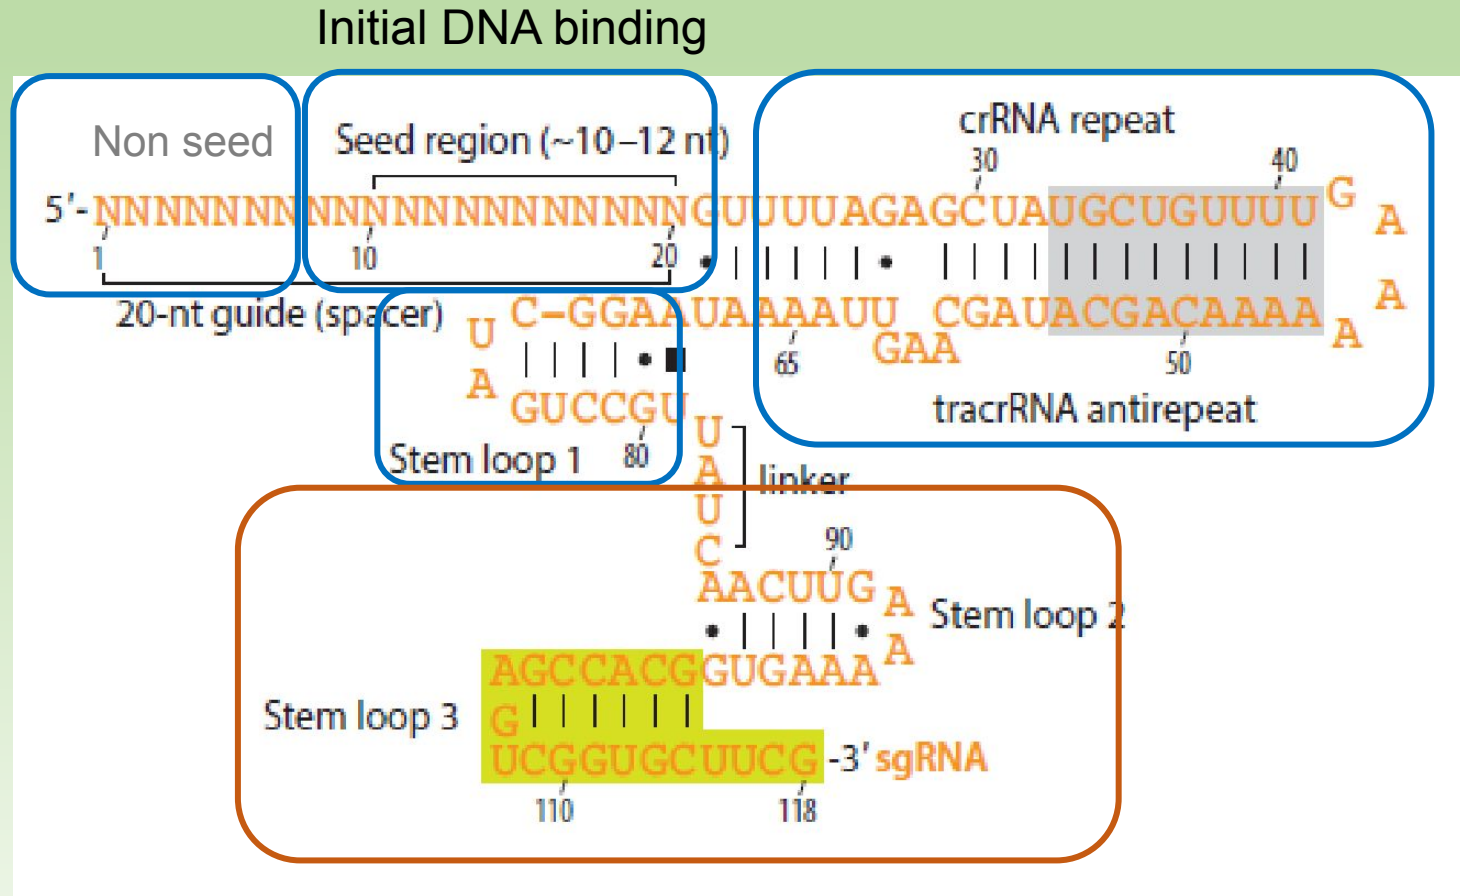 Initial DNA binding
Non seed
Seed region (~10–12 nt)
crRNA repeat
30
40
5'-NNNNNNNNNNNNNNNNNNNNGUUUUAGAGCUAUGCUGUUUUG
A
1
10
20
20-nt guide (spacer)
U
C–GGAAUAAAAUU
CGAUACGACAAAA
A
A
GAA
65
50
A
GUCCGU
tracrRNA antirepeat
Stem loop 1
80
U
A
U
C
linker
90
AACUUG
A
A
Stem loop 2
AGCCACGGUGAAA
Stem loop 3
G
UCGGUGCUUCG-3' sgRNA
110
118